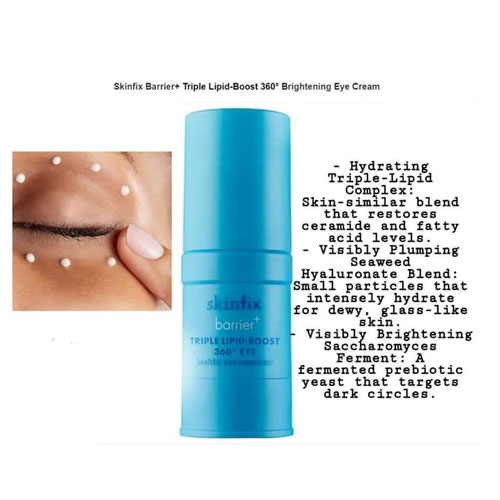 Skinfix Barrier+ Triple Lipid-Boost 360° Brightening Eye Cream
skinfix
barrier+
TRIPLE LIPID-BOOST
360° EYE
- Hydrating
Triple-Lipid
Complex:
Skin-similar blend
that restores
ceramide and fatty
acid levels.
- Visibly Plumping
Seaweed
Hyaluronate Blend:
Small particles that
intensely hydrate
for dewy, glass-like
skin.
- Visibly Brightening
Saccharomyces
Ferment: A
fermented prebiotic
yeast that targets
dark circles.